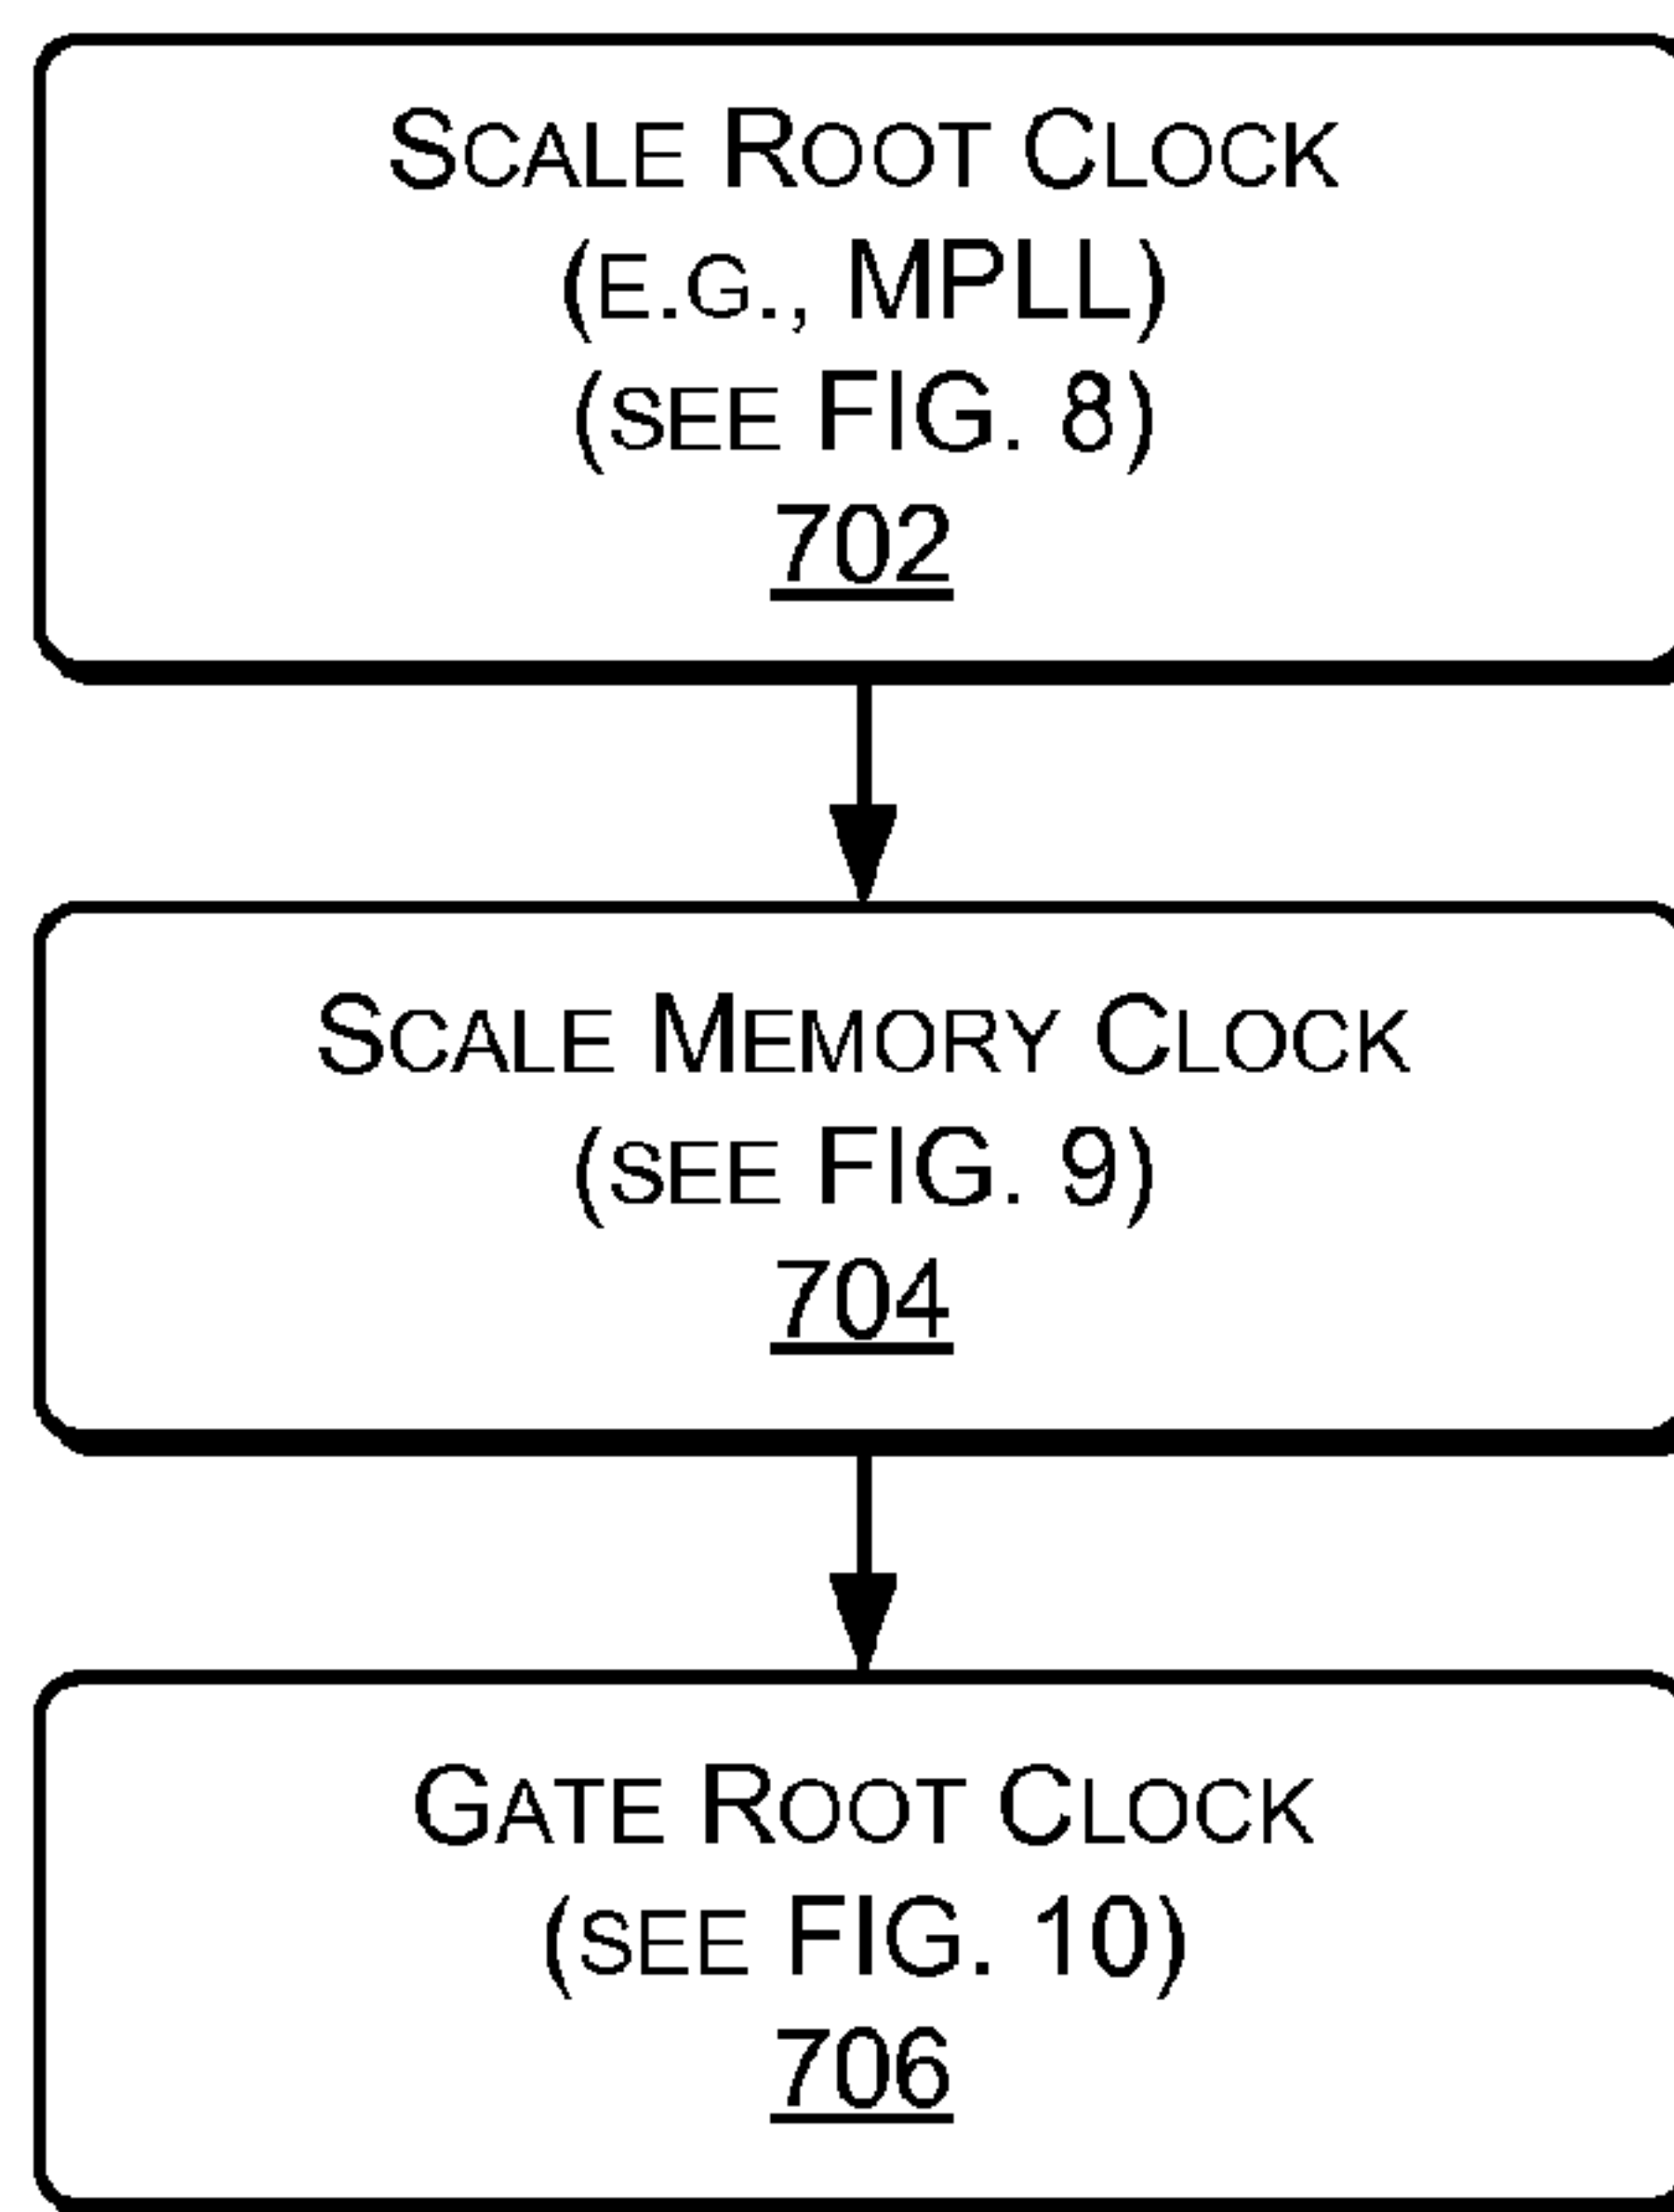 SCALE ROOT CLOCK
(E.G., MPLL)
(SEE FIG. 8)
702
SCALE MEMORY CLOCK
(SEE FIG. 9)
704
GATE ROOT CLOCK
(SEE FIG. 10)
706